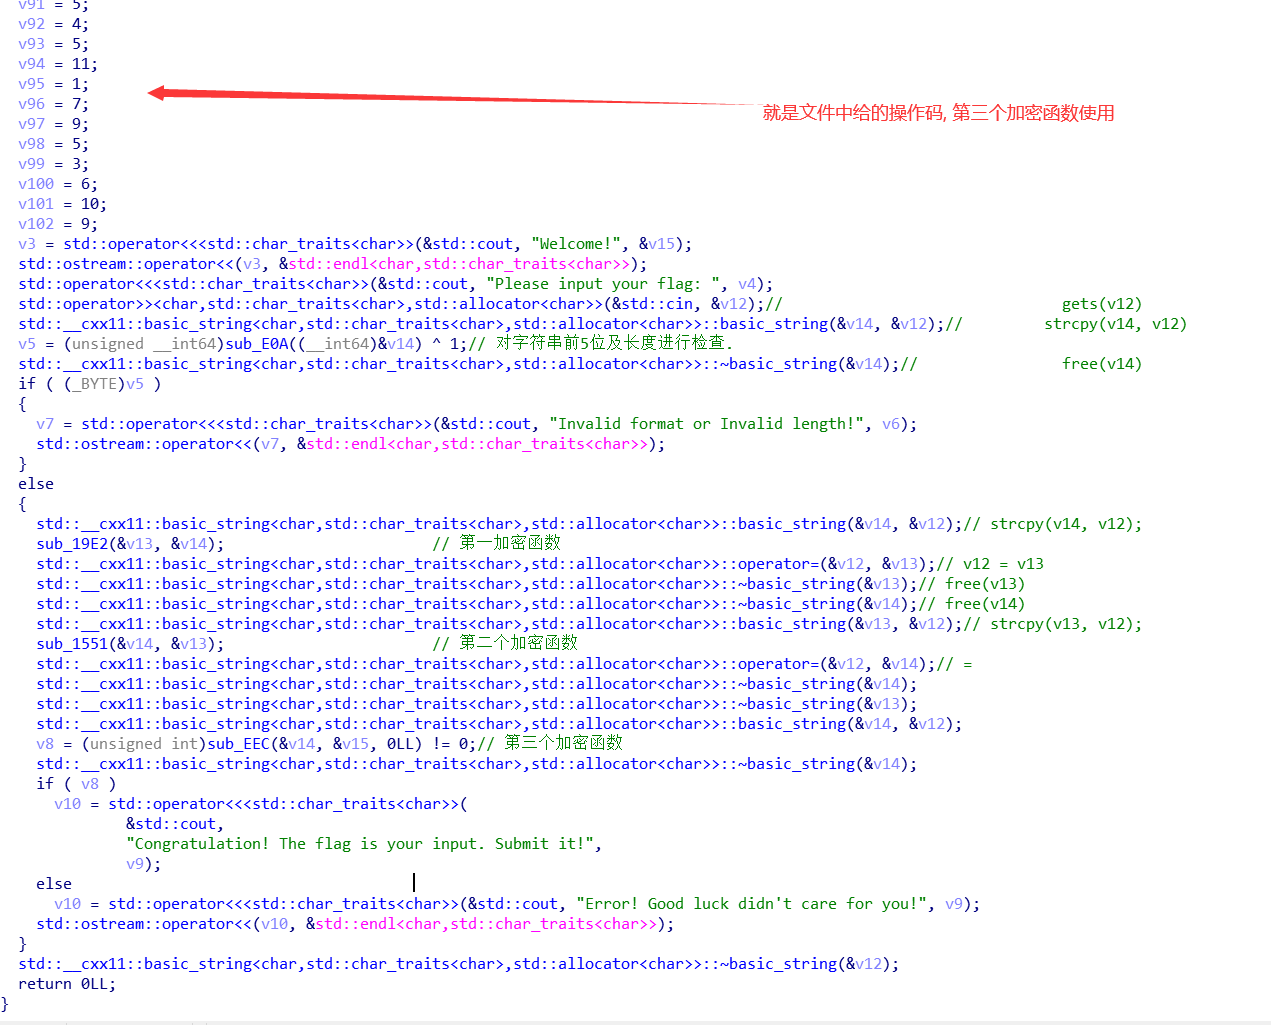 v91 = 5;
v92 = 4;
v93 = 5;
v94 = 11;
v95 = 1;
v96 = 7;
就是文件中给的操作码, 第三个加密函数使用
v97 = 9;
v98 = 5;
v99 = 3;
v100 = 6;
v101 = 10;
v102 = 9;
v3 = std::operator<<<std::char_traits<char>>(&std::cout, "Welcome!", &v15);
std::ostream::operator<<(v3, &std::endl<char,std::char_traits<char>>);
std::operator<<<std::char_traits<char>>(&std::cout, "Please input your flag: ", v4);
std::operator>><char,std::char_traits<char>,std::allocator<char>>(&std::cin, &v12);// gets(v12)
std::__cxx11::basic_string<char,std::char_traits<char>,std::allocator<char>>::basic_string(&v14, &v12);// strcpy(v14, v12)
v5 = (unsigned __int64)sub_E0A((__int64)&v14) ^ 1;// 对字符串前5位及长度进行检查.
std::__cxx11::basic_string<char,std::char_traits<char>,std::allocator<char>>::~basic_string(&v14);// free(v14)
if ( (_BYTE)v5 )
{
v7 = std::operator<<<std::char_traits<char>>(&std::cout, "Invalid format or Invalid length!", v6);
std::ostream::operator<<(v7, &std::endl<char,std::char_traits<char>>);
}
else
{
std::__cxx11::basic_string<char,std::char_traits<char>,std::allocator<char>>::basic_string(&v14, &v12);// strcpy(v14, v12);
sub_19E2(&v13, &v14); // 第一加密函数
std::__cxx11::basic_string<char,std::char_traits<char>,std::allocator<char>>::operator=(&v12, &v13);// v12 = v13
std::__cxx11::basic_string<char,std::char_traits<char>,std::allocator<char>>::~basic_string(&v13);// free(v13)
std::__cxx11::basic_string<char,std::char_traits<char>,std::allocator<char>>::~basic_string(&v14);// free(v14)
std::__cxx11::basic_string<char,std::char_traits<char>,std::allocator<char>>::basic_string(&v13, &v12);// strcpy(v13, v12);
sub_1551(&v14, &v13); // 第二个加密函数
std::__cxx11::basic_string<char,std::char_traits<char>,std::allocator<char>>::operator=(&v12, &v14);// =
std::__cxx11::basic_string<char,std::char_traits<char>,std::allocator<char>>::~basic_string(&v14);
std::__cxx11::basic_string<char,std::char_traits<char>,std::allocator<char>>::~basic_string(&v13);
std::__cxx11::basic_string<char,std::char_traits<char>,std::allocator<char>>::basic_string(&v14, &v12);
v8 = (unsigned int)sub_EEC(&v14, &v15, 0LL) != 0;// 第三个加密函数
std::__cxx11::basic_string<char,std::char_traits<char>,std::allocator<char>>::~basic_string(&v14);
if ( v8 )
v10 = std::operator<<<std::char_traits<char>>(
&std::cout,
"Congratulation! The flag is your input. Submit it!",
v9);
else
v10 = std::operator<<<std::char_traits<char>>(&std::cout, "Error! Good luck didn't care for you!", v9);
std::ostream::operator<<(v10, &std::endl<char,std::char_traits<char>>);
}
std::__cxx11::basic_string<char,std::char_traits<char>,std::allocator<char>>::~basic_string(&v12);
return 0LL;
}